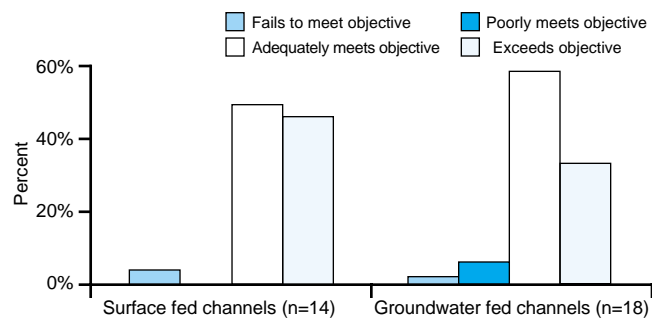 Fails to meet objective Poorly meets objective
Adequately meets objective Exceeds objective
60%
40%
20%
0%
Percent
Surface fed channels (n=14) Groundwater fed channels (n=18)